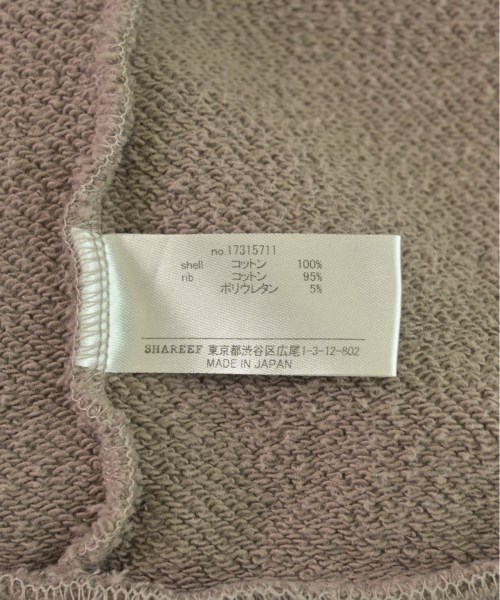 no.17315711
shell コットン 100%
rib コットン 95%
ポリウレタン 5%
SHAREEF 東京都渋谷区広尾1-3-12-802
MADE IN JAPAN